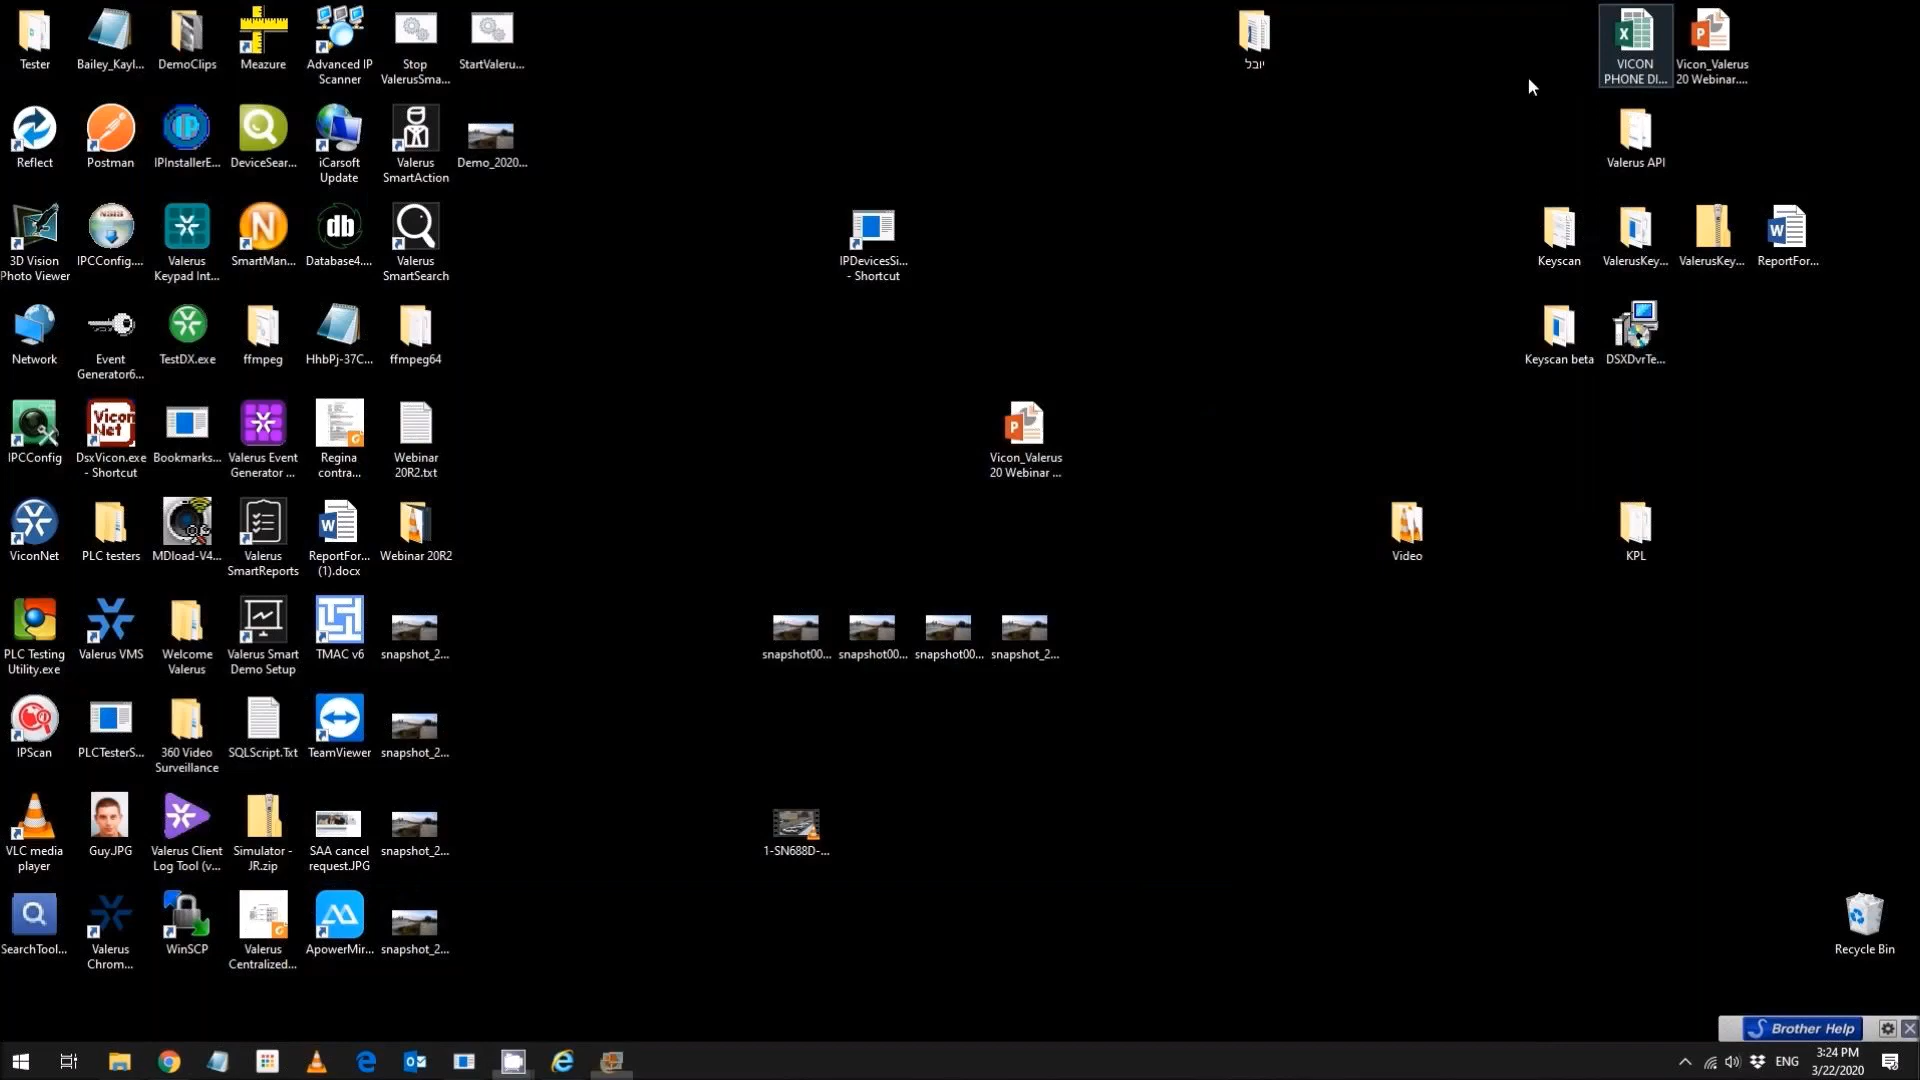 Tester
Bailey_Kayl...
DemoClips
Meazure
Advanced IP
Scanner
Stop
ValerusSma...
StartValeru...
יובל
VICON
PHONE DI...
Vicon_Valerus
20 Webinar....
Reflect
Postman
IP
IPInstallerE...
DeviceSear...
iCarsoft
Update
Valerus
SmartAction
Demo_2020...
Valerus API
3D Vision
Photo Viewer
IPCConfig....
Valerus
Keypad Int...
N
SmartMan...
db
Database4....
Valerus
SmartSearch
IPDevicesSi...
- Shortcut
Keyscan
ValerusKey...
ValerusKey...
ReportFor...
Network
Event
Generator6...
TestDX.exe
ffmpeg
HhbPj-37C...
ffmpeg64
Keyscan beta
DSXDvrTe...
IPCConfig
Vicon
Net
DsxVicon.exe
- Shortcut
Bookmarks...
Valerus Event
Generator ...
Regina
contra...
Webinar
20R2.txt
Vicon_Valerus
20 Webinar ...
ViconNet
PLC testers
MDload-V4...
Valerus
SmartReports
ReportFor...
(1).docx
Webinar 20R2
Video
KPL
PLC Testing
Utility.exe
Valerus VMS
Welcome
Valerus
Valerus Smart
Demo Setup
TMAC v6
snapshot_2...
snapshot00...
snapshot00...
snapshot00...
snapshot_2...
IPScan
PLCTesterS...
360 Video
Surveillance
SQLScript.Txt
TeamViewer
snapshot_2...
VLC media
player
Guy.JPG
Valerus Client
Log Tool (v...
Simulator -
JR.zip
SAA cancel
request.JPG
snapshot_2...
1-SN688D-...
SearchTool...
Valerus
Chrom...
WinSCP
Valerus
Centralized...
ApowerMir...
snapshot_2...
Recycle Bin
Brother Help
ENG
3:24 PM
3/22/2020